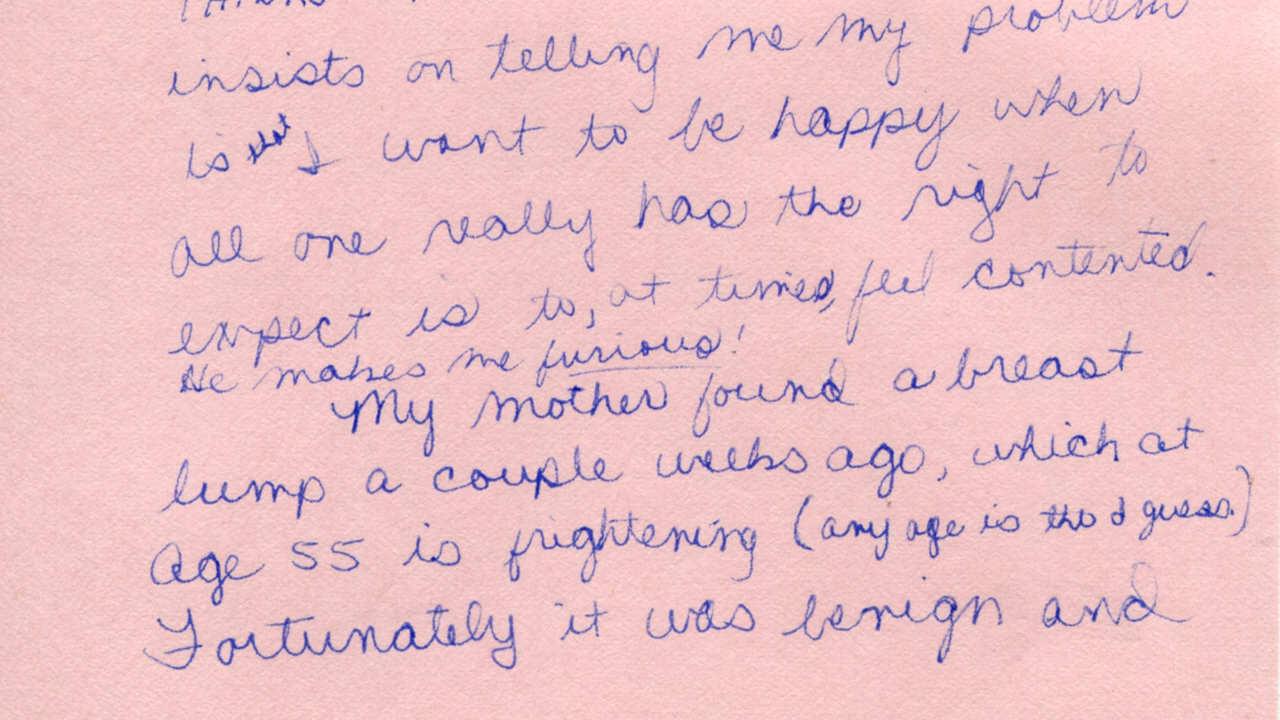 insists on telling me my problem
is that I want to be happy when
all one really has the right to
expect is to, at times, feel contented.
He makes me furious!
My mother found a breast
lump a couple weeks ago, which at
age 55 is frightening (any age is tho I guess.)
Fortunately it was benign and